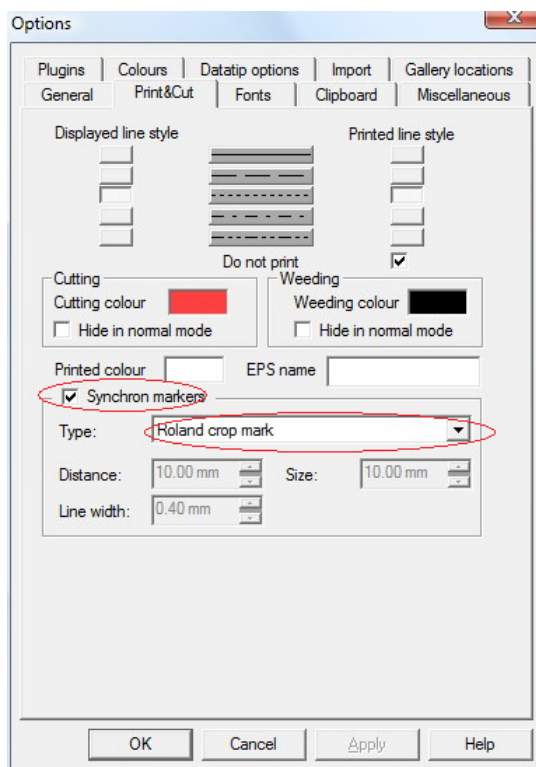 Options
Plugins Colours Datatip options Import Gallery locations
General Print&Cut Fonts Clipboard Miscellaneous
Displayed line style Printed line style
Do not print
Cutting Weeding
Cutting colour Weeding colour
Hide in normal mode Hide in normal mode
Printed colour EPS name
Synchron markers
Type: Roland crop mark
Distance: 10.00 mm Size: 10.00 mm
Line width: 0.40 mm
OK Cancel Apply Help